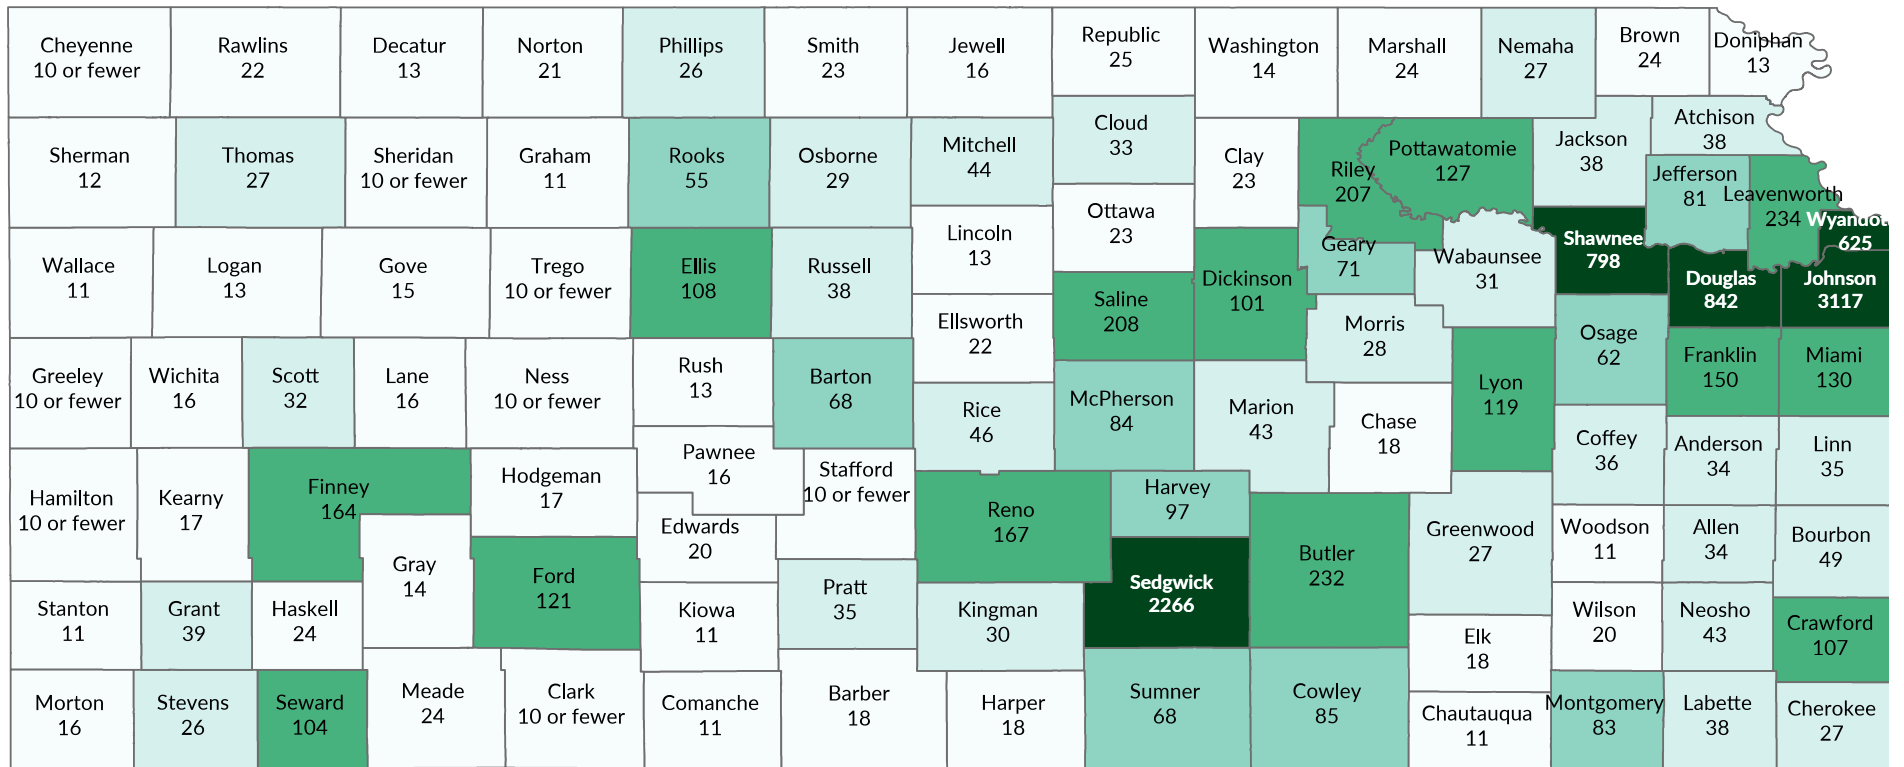 Cheyenne
10 or fewer
Rawlins
22
Decatur
13
Norton
21
Phillips
26
Smith
23
Jewell
16
Republic
25
Washington
14
Marshall
24
Nemaha
27
Brown
24
Doniphan
13
Sherman
12
Thomas
27
Sheridan
10 or fewer
Graham
11
Rooks
55
Osborne
29
Mitchell
44
Cloud
33
Clay
23
Riley
207
Pottawatomie
127
Jackson
38
Atchison
38
Jefferson
81
Leavenworth
234
Wyandot
625
Wallace
11
Logan
13
Gove
15
Trego
10 or fewer
Ellis
108
Russell
38
Lincoln
13
Ottawa
23
Saline
208
Dickinson
101
Geary
71
Wabaunsee
31
Shawnee
798
Douglas
842
Johnson
3117
Ellsworth
22
Morris
28
Osage
62
Franklin
150
Miami
130
Greeley
10 or fewer
Wichita
16
Scott
32
Lane
16
Ness
10 or fewer
Rush
13
Barton
68
Rice
46
McPherson
84
Marion
43
Chase
18
Lyon
119
Coffey
36
Anderson
34
Linn
35
Hamilton
10 or fewer
Kearny
17
Finney
164
Hodgeman
17
Pawnee
16
Stafford
10 or fewer
Edwards
20
Gray
14
Ford
121
Reno
167
Harvey
97
Sedgwick
2266
Butler
232
Greenwood
27
Woodson
11
Allen
34
Bourbon
49
Stanton
11
Grant
39
Haskell
24
Kiowa
11
Pratt
35
Kingman
30
Elk
18
Wilson
20
Neosho
43
Crawford
107
Morton
16
Stevens
26
Seward
104
Meade
24
Clark
10 or fewer
Comanche
11
Barber
18
Harper
18
Sumner
68
Cowley
85
Chautauqua
11
Montgomery
83
Labette
38
Cherokee
27